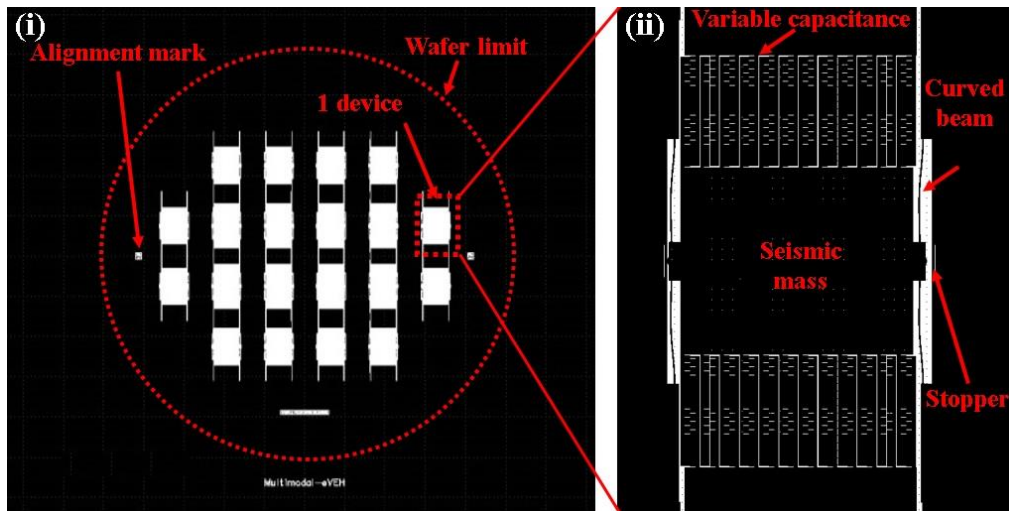 (i)
Alignment mark
Wafer limit
1 device
Multimodal-eVEH
(ii)
Variable capacitance
Curved
beam
Seismic
mass
Stopper